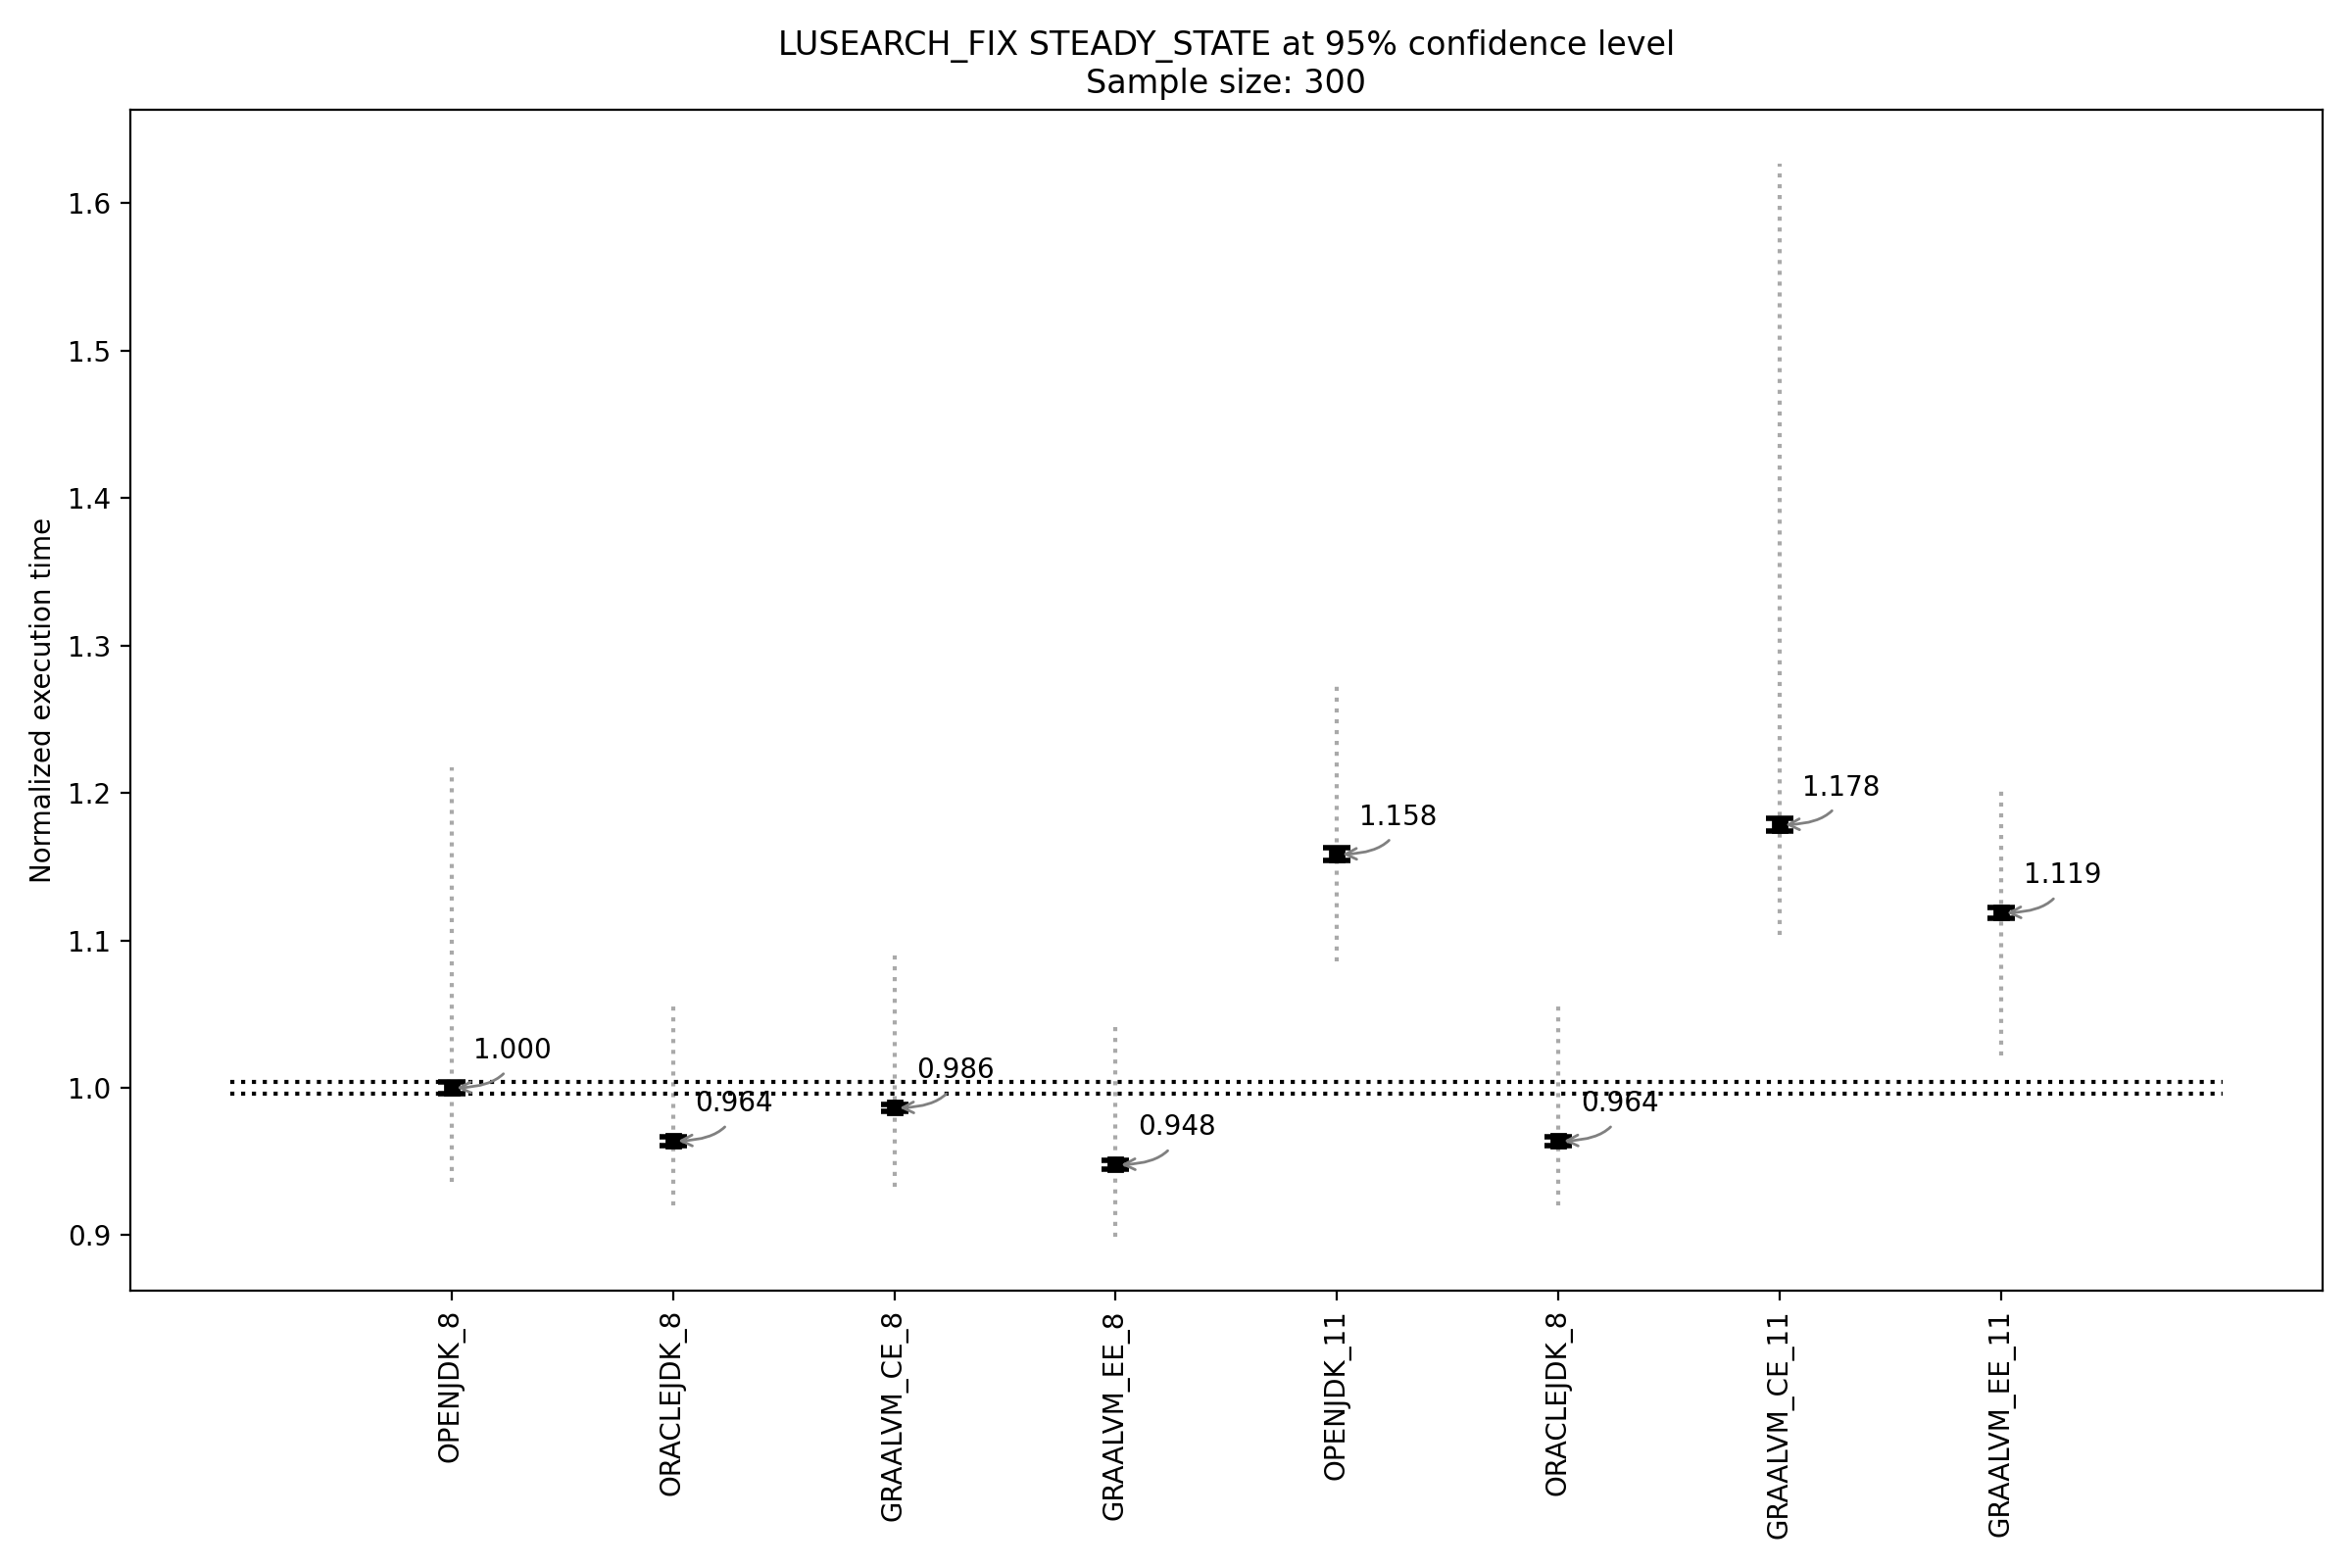 LUSEARCH_FIX STEADY_STATE at 95% confidence level
Sample size: 300
Normalized execution time
1.6
1.5
1.4
1.3
1.2
1.1
1.0
0.9
1.000
0.964
0.986
0.948
1.158
0.964
1.178
1.119
OPENJDK_8
ORACLEJDK_8
GRAALVM_CE_8
GRAALVM_EE_8
OPENJDK_11
ORACLEJDK_8
GRAALVM_CE_11
GRAALVM_EE_11